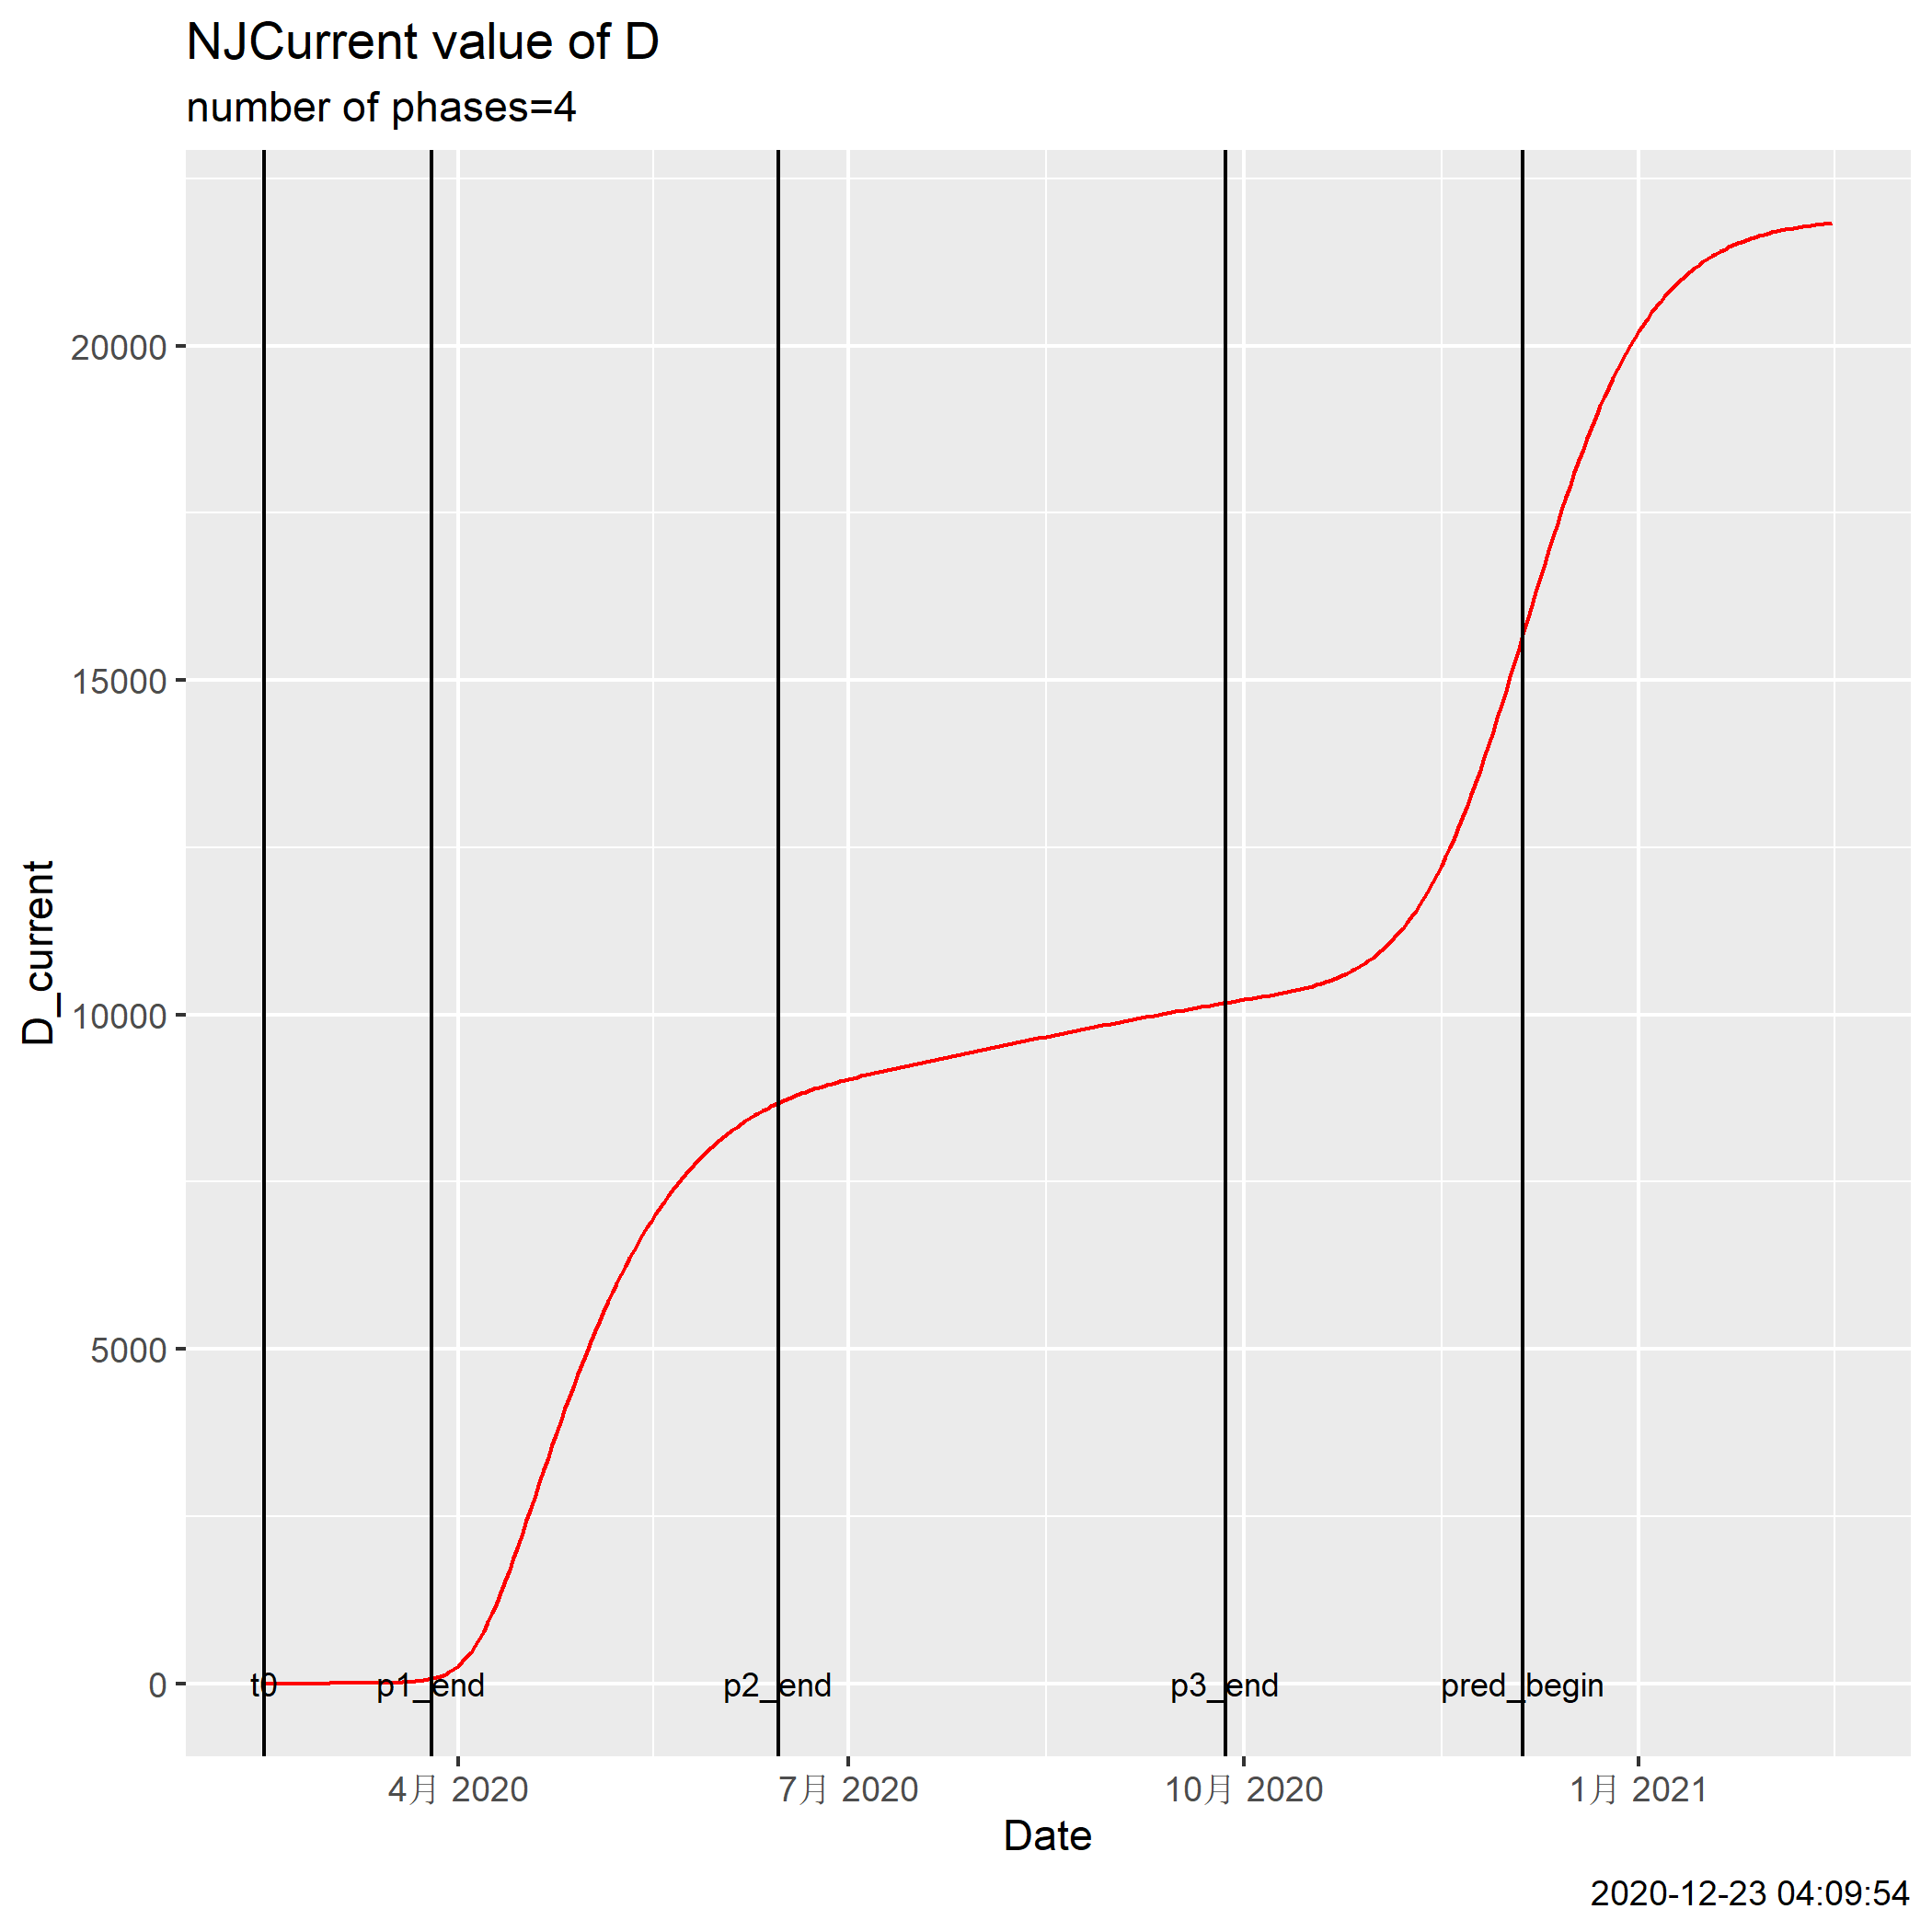 NJCurrent value of D
number of phases=4
D_current
20000
15000
10000
5000
0
t0 p1_end p2_end p3_end pred_begin
4月 2020 7月 2020 10月 2020 1月 2021
Date
2020-12-23 04:09:54